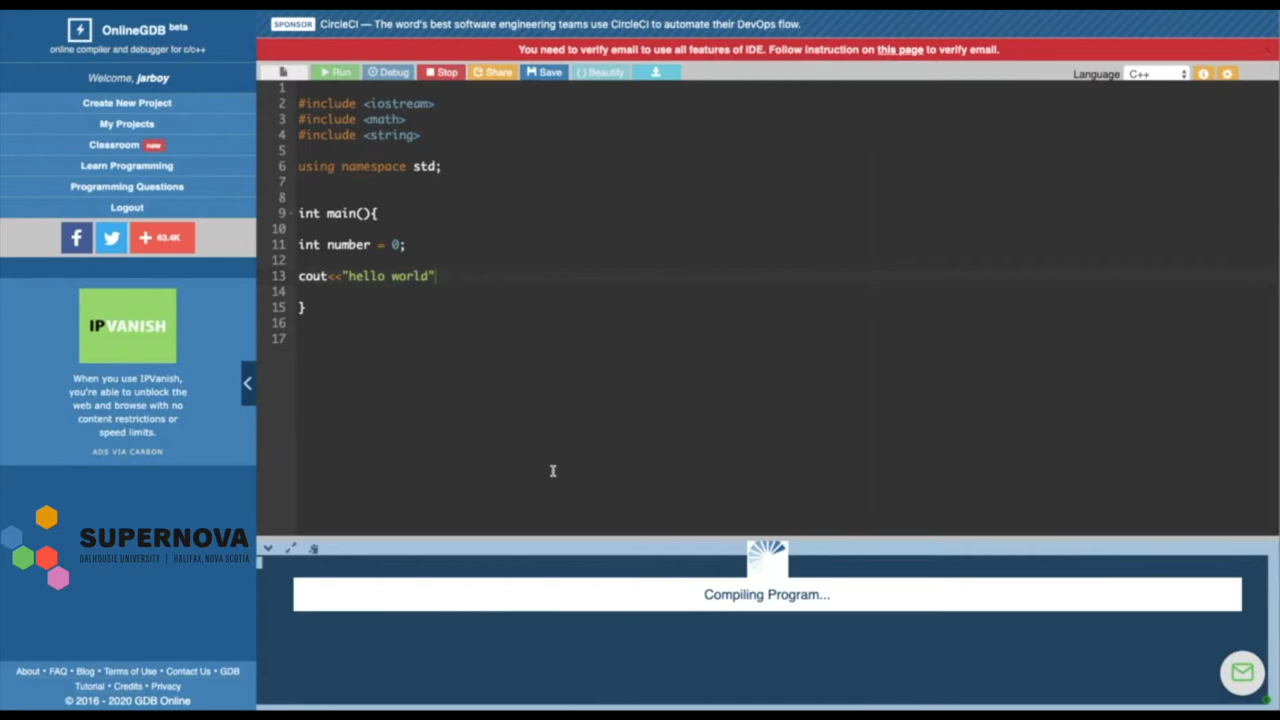 OnlineGDB beta
online compiler and debugger for c/c++
Welcome, jarboy
Create New Project
My Projects
Classroom new
Learn Programming
Programming Questions
Logout
f
+ 63.4K
IPVANISH
When you use IPVanish,
you're able to unblock the
web and browse with no
content restrictions or
speed limits.
ADS VIA CARBON
SUPERNOVA
DALHOUSIE UNIVERSITY | HALIFAX, NOVA SCOTIA
About • FAQ • Blog • Terms of Use • Contact Us • GDB
Tutorial • Credits • Privacy
© 2016 - 2020 GDB Online
SPONSOR CircleCI — The word's best software engineering teams use CircleCI to automate their DevOps flow.
You need to verify email to use all features of IDE. Follow instruction on this page to verify email.
Run Debug Stop Share Save {} Beautify
Language C++
1
2 #include <iostream>
3 #include <math>
4 #include <string>
5
6 using namespace std;
7
8
9 int main(){
10
11 int number = 0;
12
13 cout<<"hello world"
14
15 }
16
17
Compiling Program...